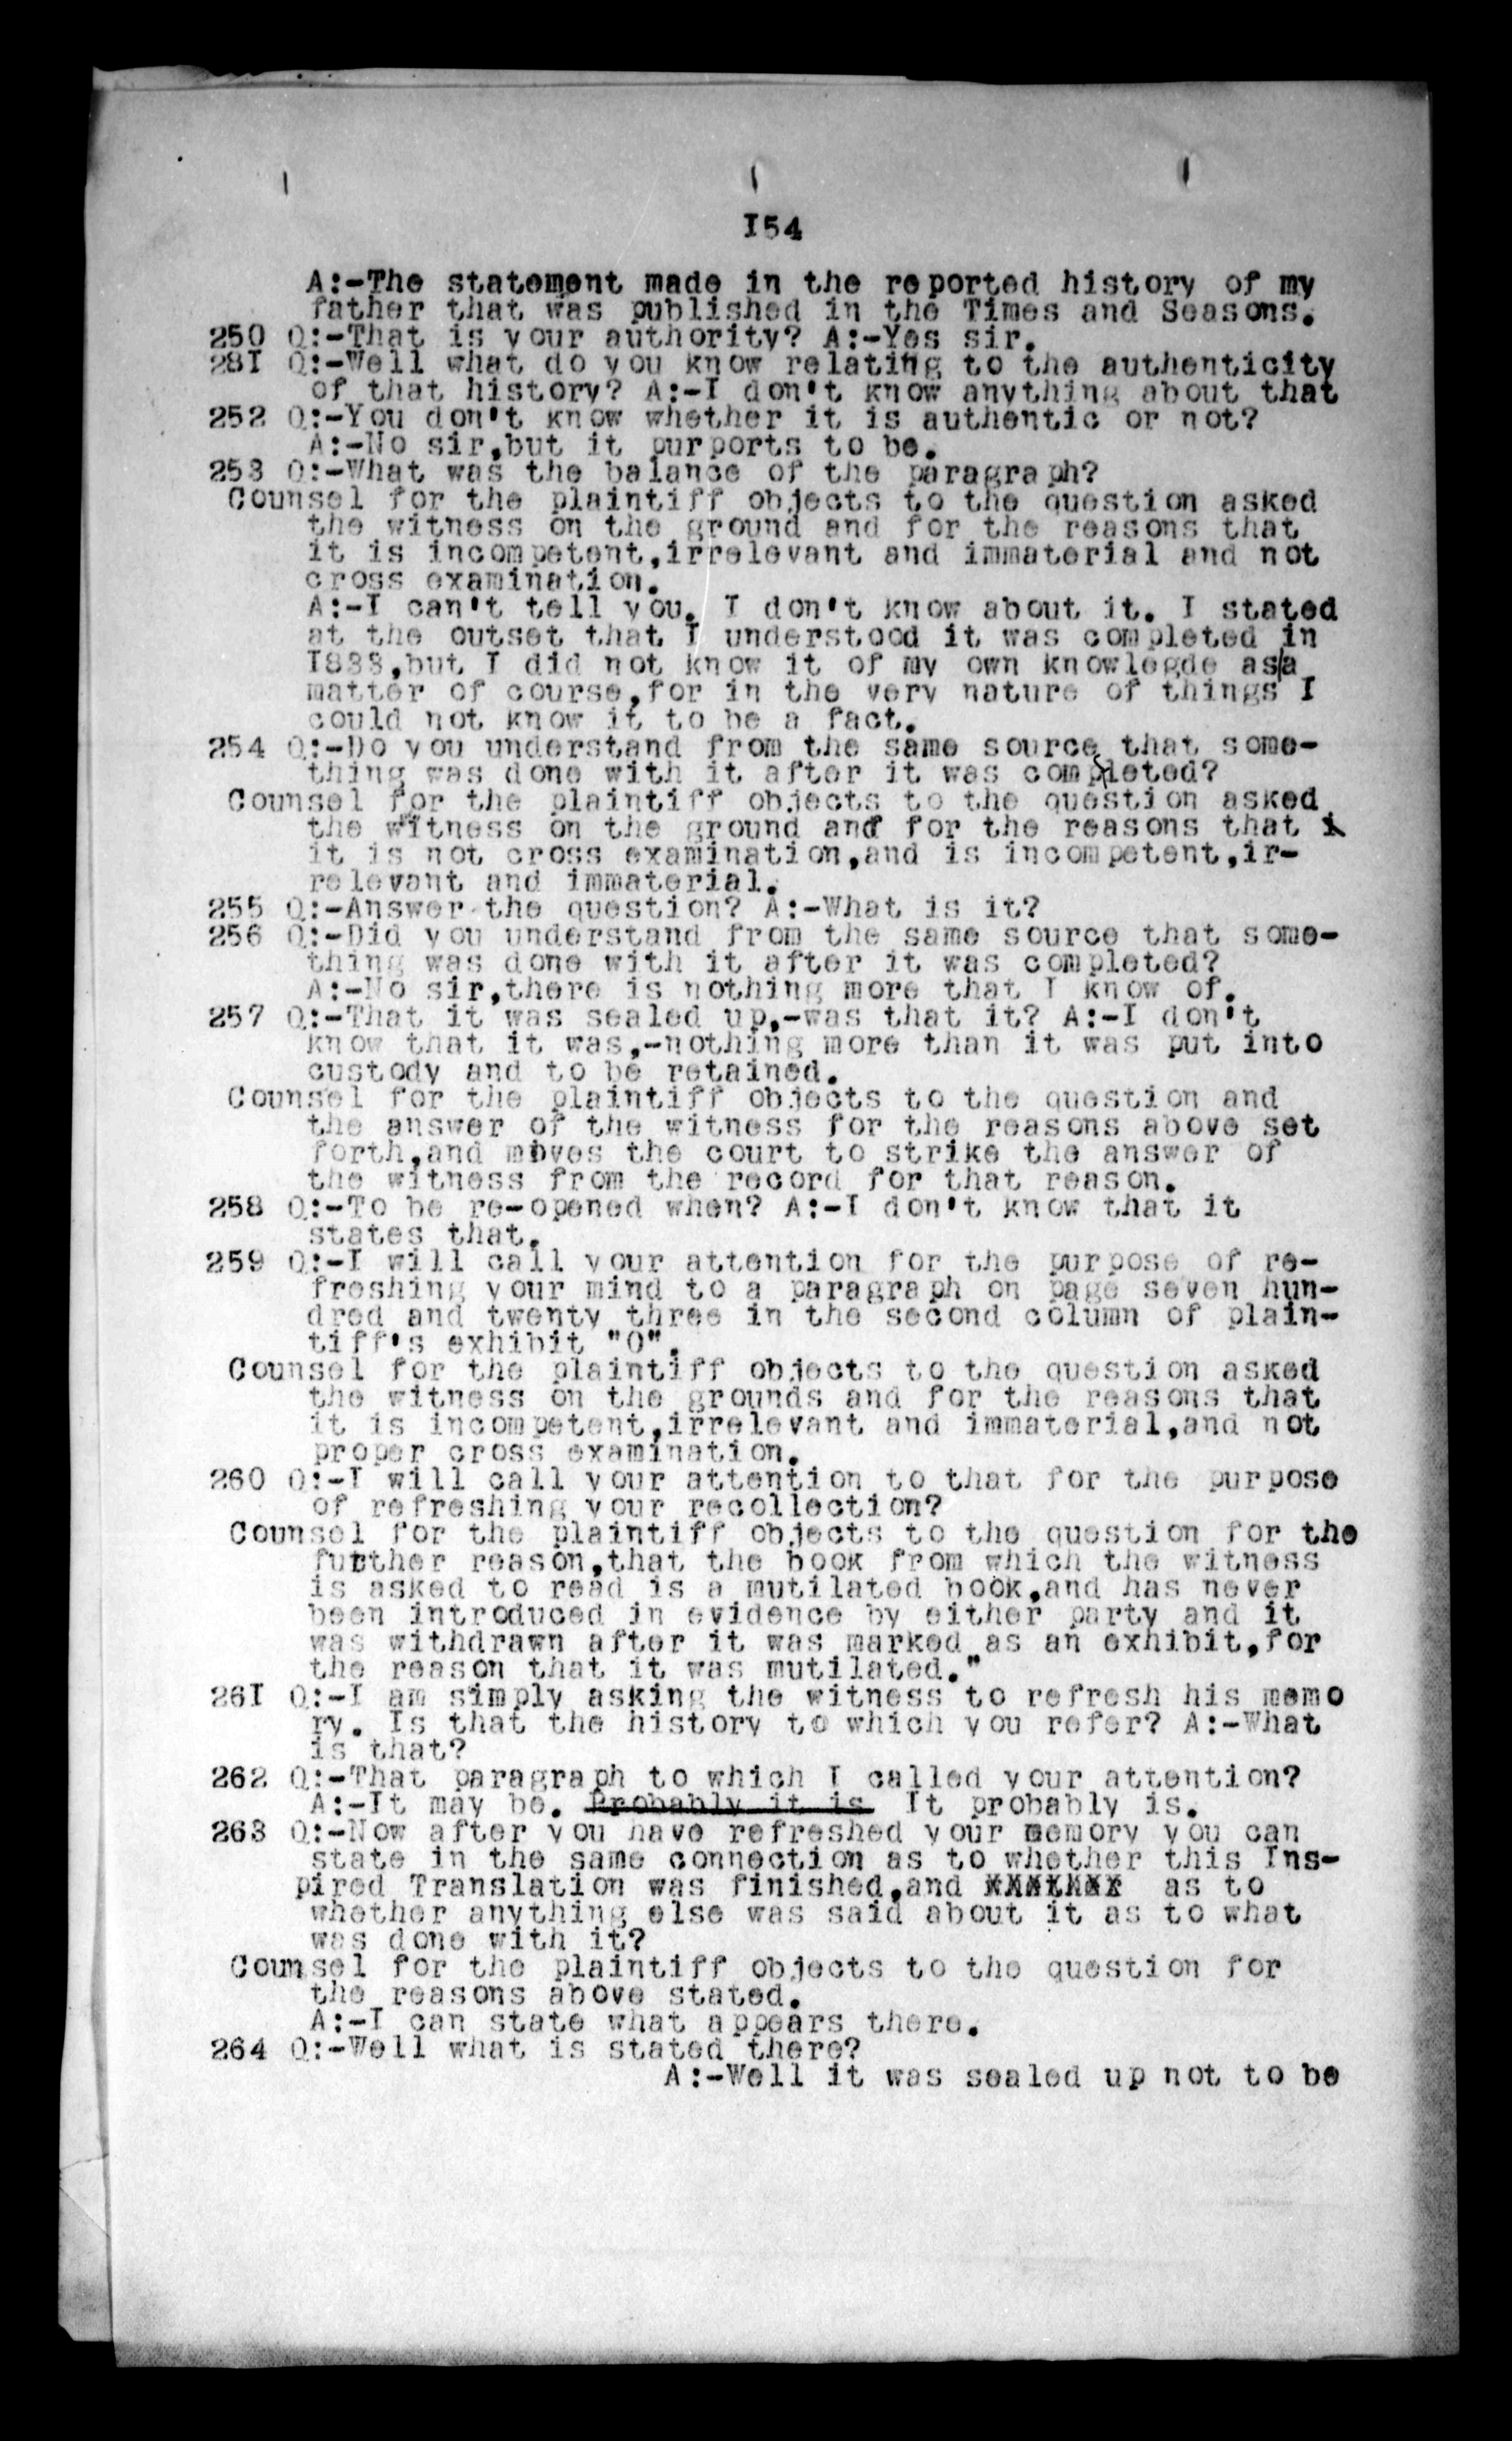 I54
A:-The statement made in the reported history of my
father that was published in the Times and Seasons.
250 Q:-That is your authority? A:-Yes sir.
28I Q:-Well what do you know relating to the authenticity
of that history? A:-I don't know anything about that
252 Q:-You don't know whether it is authentic or not?
A:-No sir,but it purports to be.
253 Q:-What was the balance of the paragraph?
Counsel for the plaintiff objects to the question asked
the witness on the ground and for the reasons that
it is incompetent,irrelevant and immaterial and not
cross examination.
A:-I can't tell you. I don't know about it. I stated
at the outset that I understood it was completed in
I833,but I did not know it of my own knowlegde as/a
matter of course,for in the very nature of things I
could not know it to be a fact.
254 Q:-Do you understand from the same source that some-
thing was done with it after it was completed?
Counsel for the plaintiff objects to the question asked
the witness on the ground and for the reasons that i
it is not cross examination,and is incompetent,ir-
relevant and immaterial.
255 Q:-Answer the question? A:-What is it?
256 Q:-Did you understand from the same source that some-
thing was done with it after it was completed?
A:-No sir,there is nothing more that I know of.
257 Q:-That it was sealed up,-was that it? A:-I don't
know that it was,-nothing more than it was put into
custody and to be retained.
Counsel for the plaintiff objects to the question and
the answer of the witness for the reasons above set
forth,and moves the court to strike the answer of
the witness from the record for that reason.
258 Q:-To be re-opened when? A:-I don't know that it
states that.
259 Q:-I will call your attention for the purpose of re-
freshing your mind to a paragraph on page seven hun-
dred and twenty three in the second column of plain-
tiff's exhibit "O".
Counsel for the plaintiff objects to the question asked
the witness on the grounds and for the reasons that
it is incompetent,irrelevant and immaterial,and not
proper cross examination.
260 Q:-I will call your attention to that for the purpose
of refreshing your recollection?
Counsel for the plaintiff objects to the question for the
further reason,that the book from which the witness
is asked to read is a mutilated book,and has never
been introduced in evidence by either party and it
was withdrawn after it was marked as an exhibit,for
the reason that it was mutilated."
26I Q:-I am simply asking the witness to refresh his memo
ry. Is that the history to which you refer? A:-What
is that?
262 Q:-That paragraph to which I called your attention?
A:-It may be. Probably it is It probably is.
263 Q:-Now after you have refreshed your memory you can
state in the same connection as to whether this Ins-
pired Translation was finished,and as to
whether anything else was said about it as to what
was done with it?
Counsel for the plaintiff objects to the question for
the reasons above stated.
A:-I can state what appears there.
264 Q:-Well what is stated there?
A:-Well it was sealed up not to be